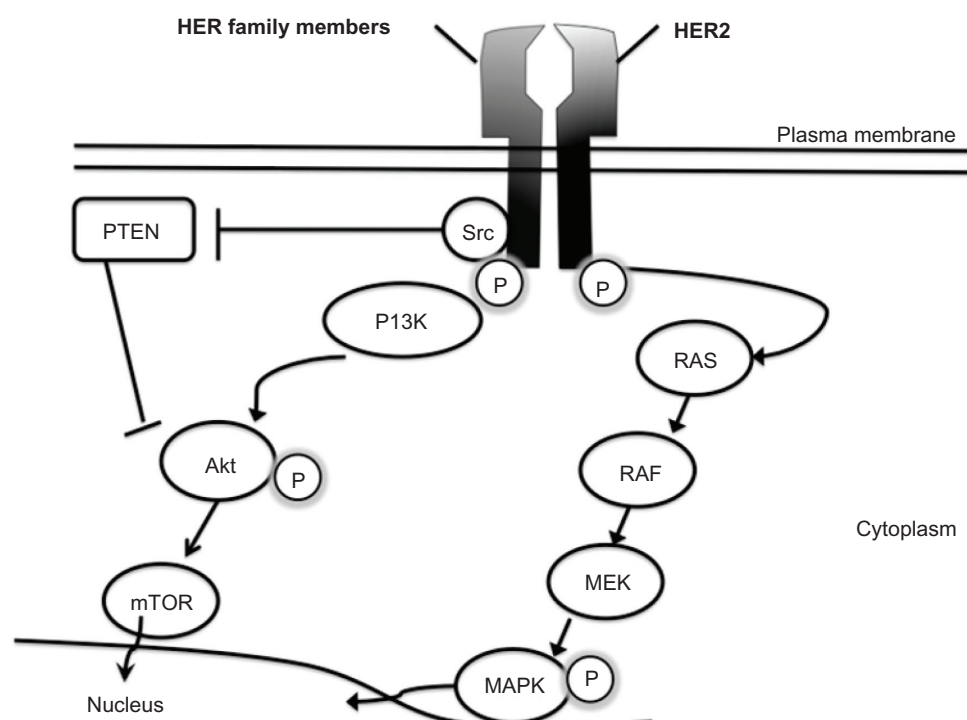 HER family members
HER2
Plasma membrane
PTEN
Src
P
P
P13K
RAS
Akt
P
RAF
Cytoplasm
mTOR
MEK
MAPK
P
Nucleus